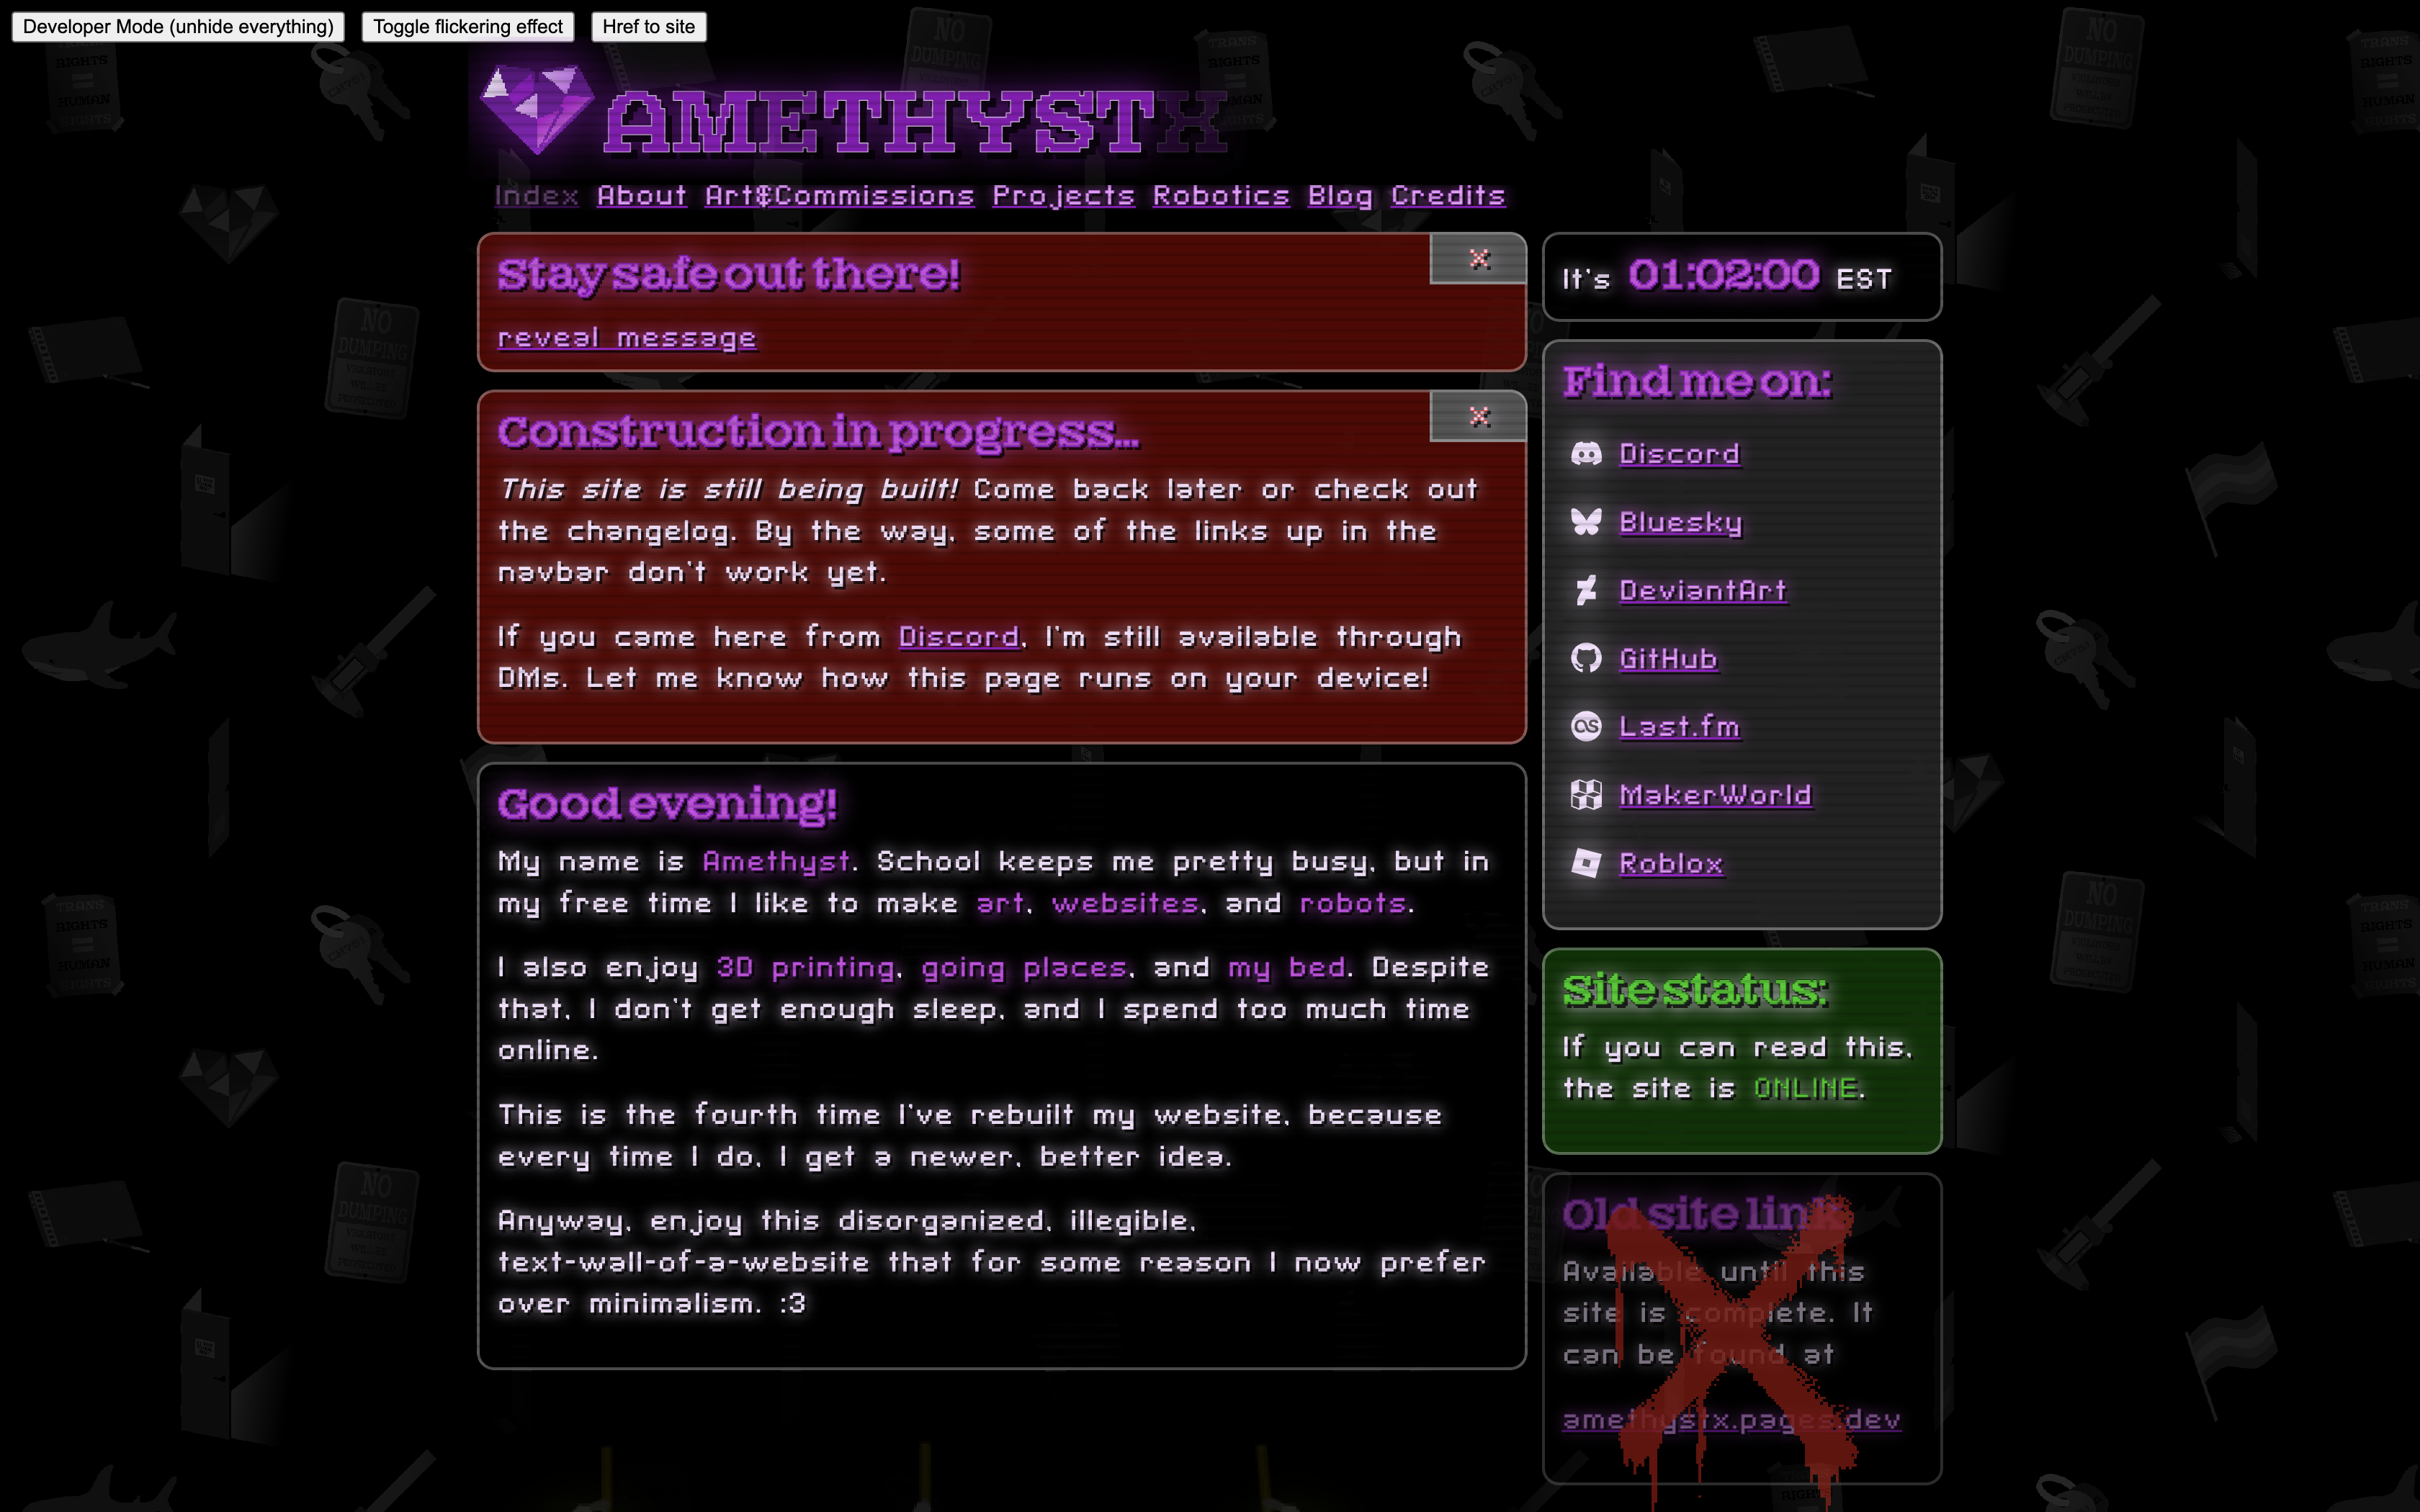 Developer Mode (unhide everything) Toggle flickering effect Href to site
AMETHYSTX
Index About Art&Commissions Projects Robotics Blog Credits
Stay safe out there!
reveal message
Construction in progress...
This site is still being built! Come back later or check out
the changelog. By the way, some of the links up in the
navbar don't work yet.
If you came here from Discord, I'm still available through
DMs. Let me know how this page runs on your device!
Good evening!
My name is Amethyst. School keeps me pretty busy, but in
my free time I like to make art, websites, and robots.
I also enjoy 3D printing, going places, and my bed. Despite
that, I don't get enough sleep, and I spend too much time
online.
This is the fourth time I've rebuilt my website, because
every time I do, I get a newer, better idea.
Anyway, enjoy this disorganized, illegible,
text-wall-of-a-website that for some reason I now prefer
over minimalism. :3
It's 01:02:00 EST
Find me on:
Discord
Bluesky
DeviantArt
GitHub
Last.fm
MakerWorld
Roblox
Site status:
If you can read this,
the site is ONLINE.
Old site link
Available until this
site is complete. It
can be found at
amethystx.pages.dev
TRANS
RIGHTS
=
HUMAN
RIGHTS
NO
DUMPING